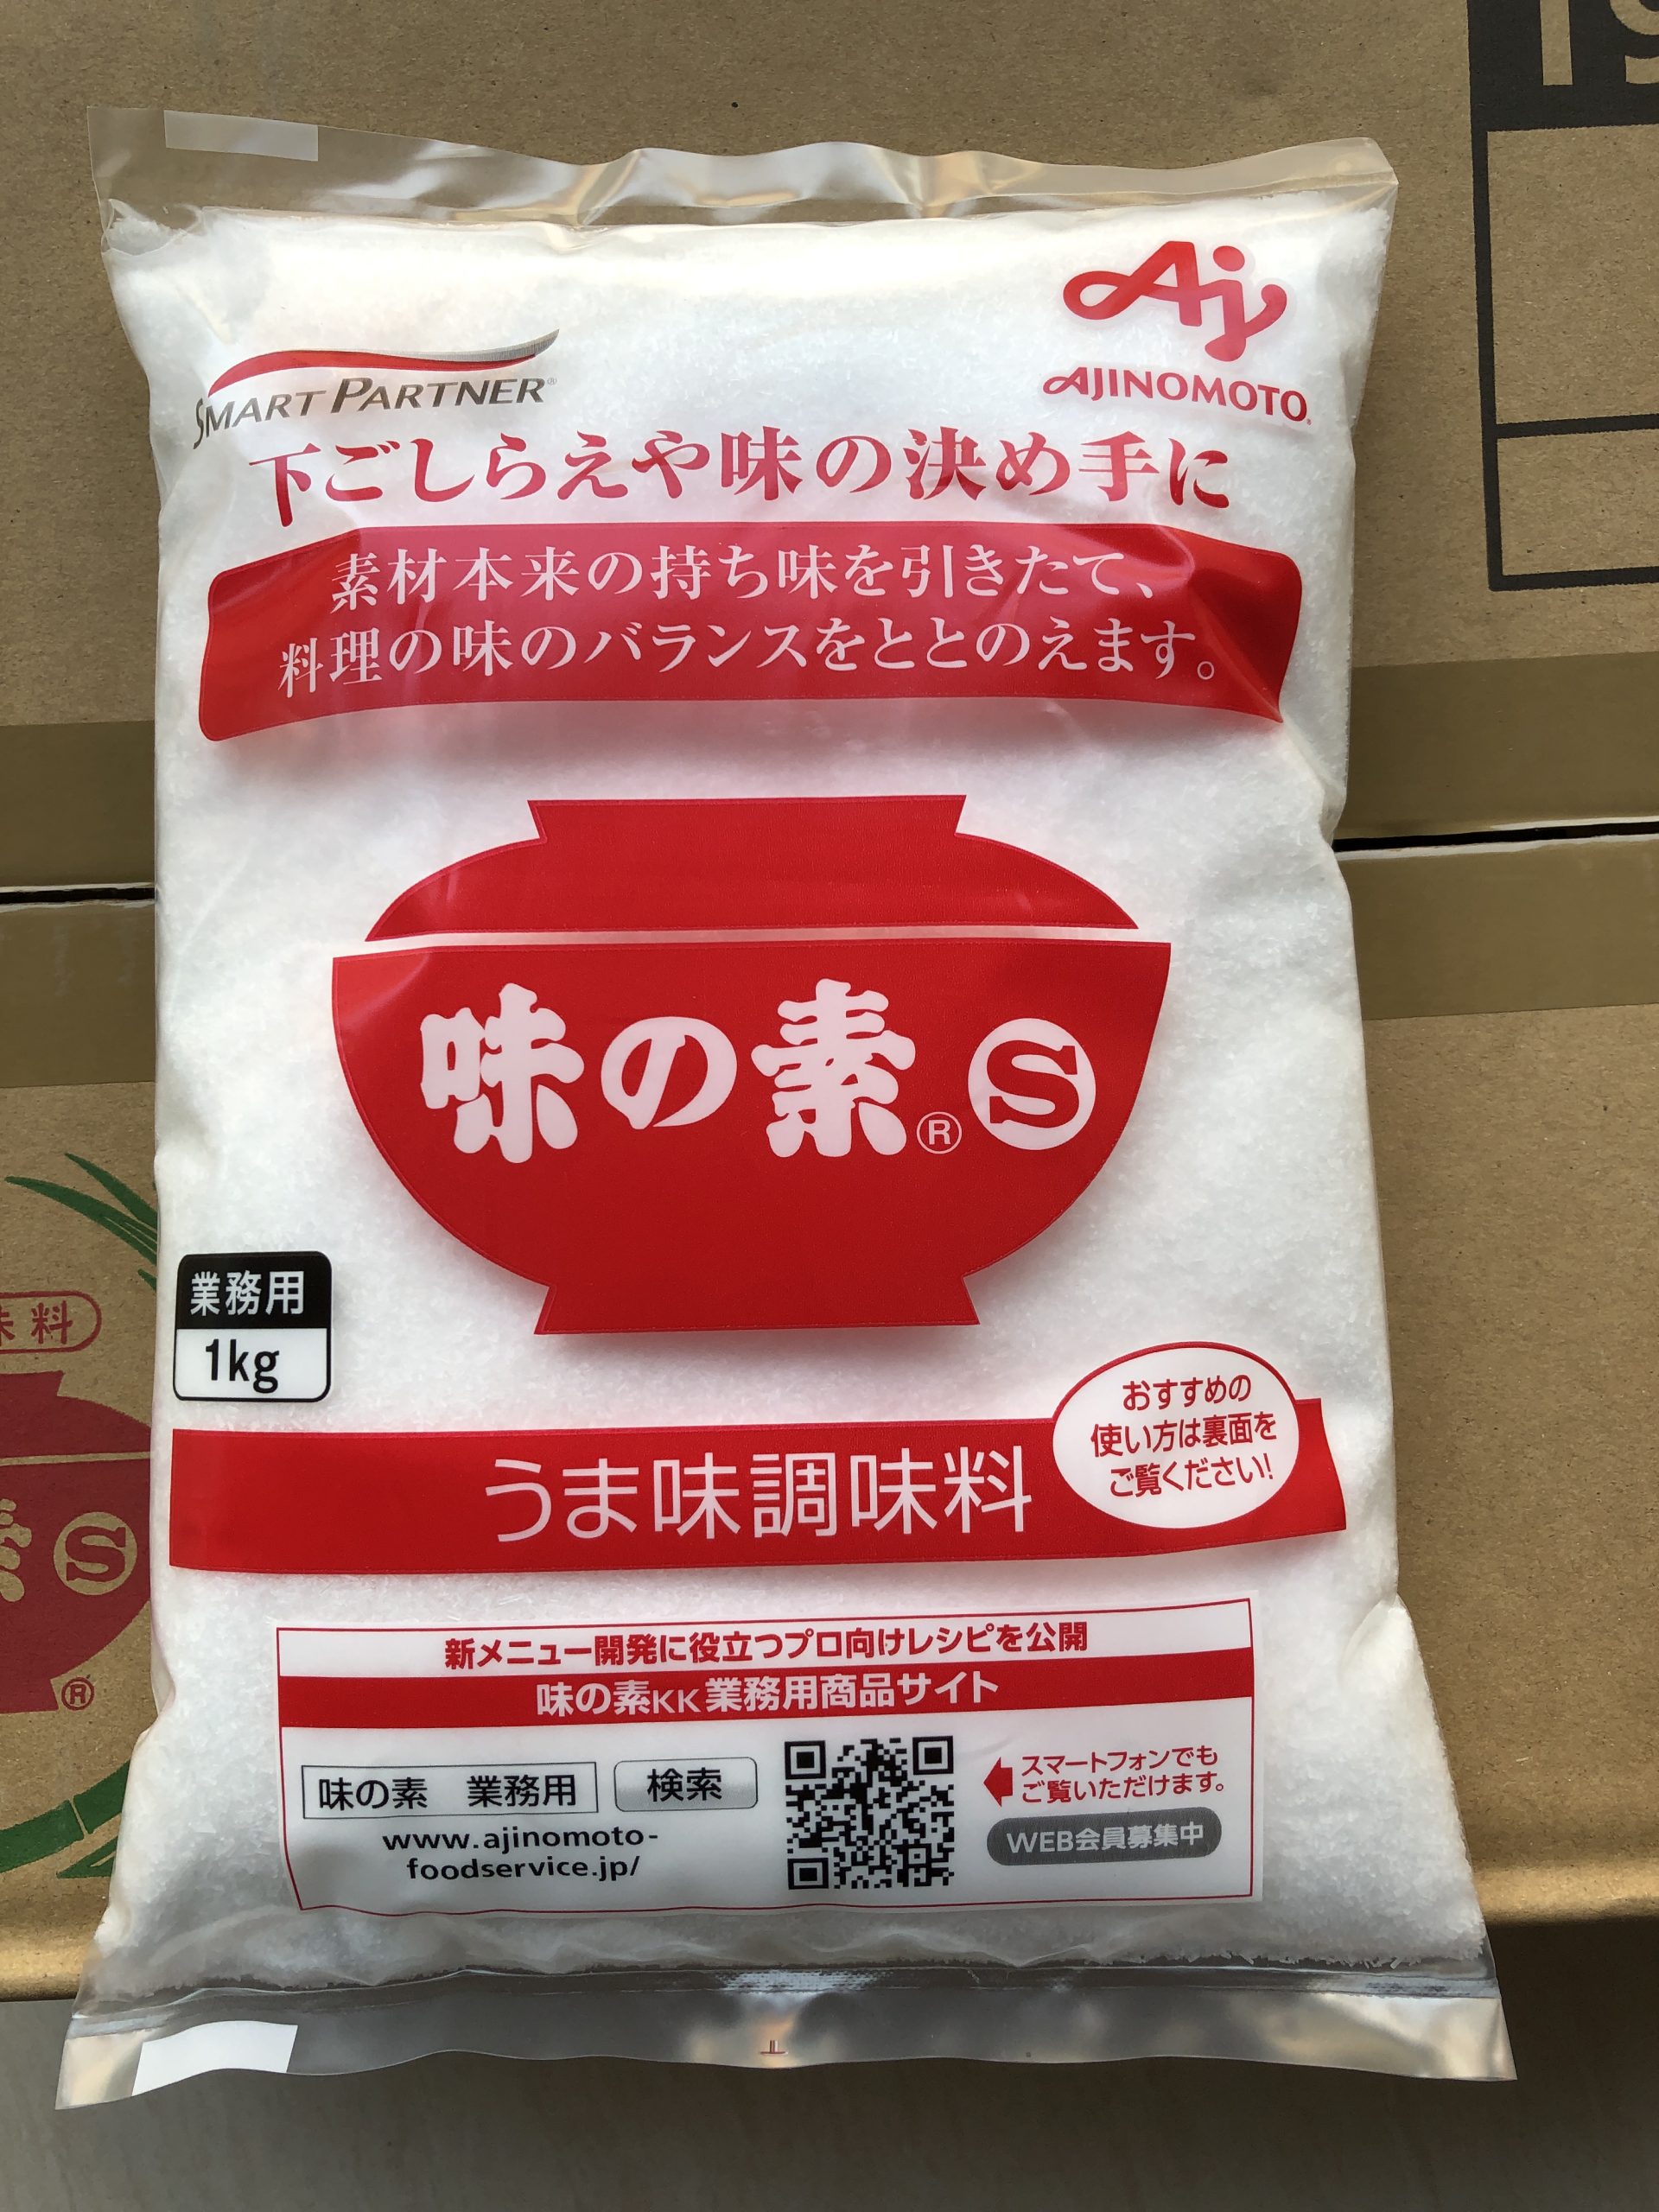 Aj
AJINOMOTO®
SMART PARTNER®
下ごしらえや味の決め手に
素材本来の持ち味を引きたて、
料理の味のバランスをととのえます。
味の素® S
業務用
1kg
おすすめの
使い方は裏面を
ご覧ください!
うま味調味料
新メニュー開発に役立つプロ向けレシピを公開
味の素KK業務用商品サイト
味の素 業務用 検索
www.ajinomoto-
foodservice.jp/
スマートフォンでも
ご覧いただけます。
WEB会員募集中
味料
素 S
®